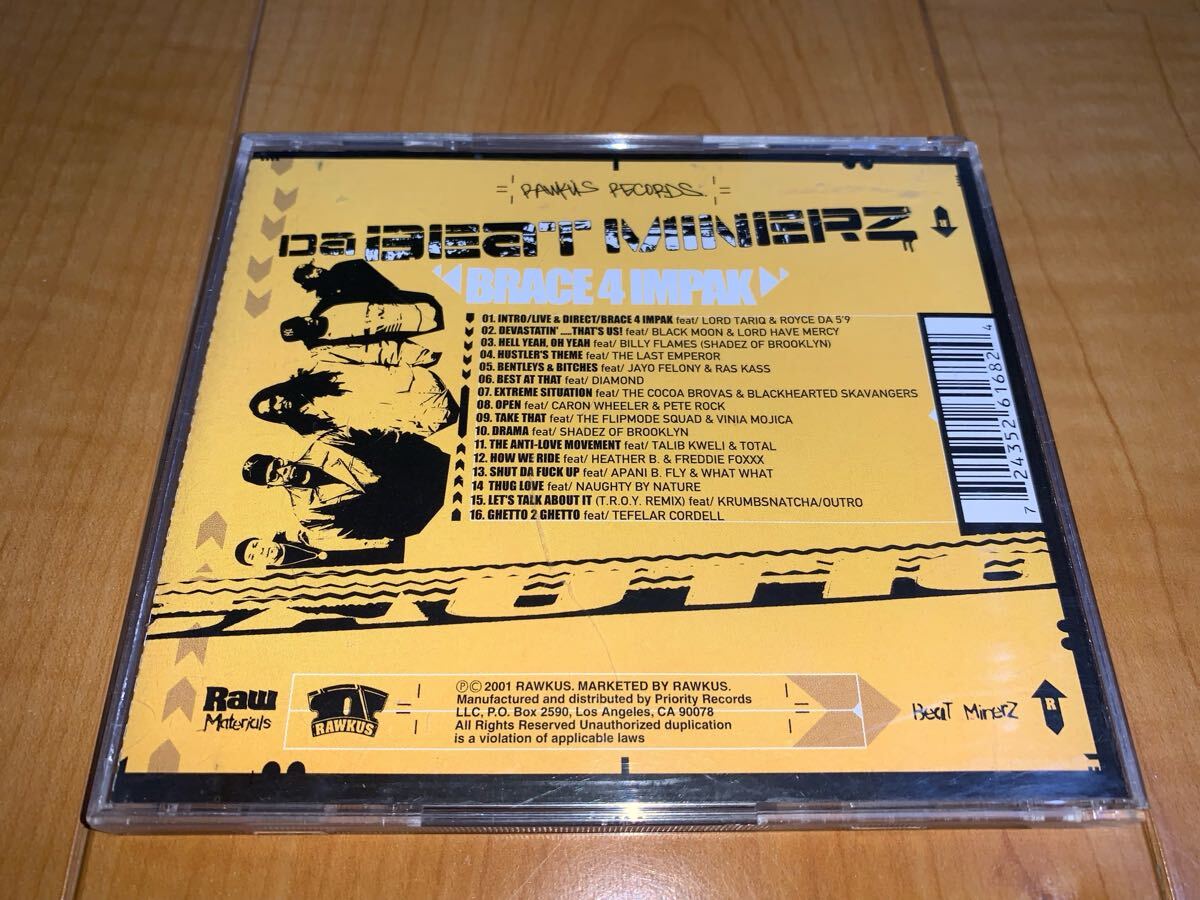 RAWKUS RECORDS.
Da BEAT MINERZ
BRACE 4 IMPAK
01. INTRO/LIVE & DIRECT/BRACE 4 IMPAK feat/ LORD TARIQ & ROYCE DA 5'9
02. DEVASTATIN' .....THAT'S US! feat/ BLACK MOON & LORD HAVE MERCY
03. HELL YEAH, OH YEAH feat/ BILLY FLAMES (SHADEZ OF BROOKLYN)
04. HUSTLER'S THEME feat/ THE LAST EMPEROR
05. BENTLEYS & BITCHES feat/ JAYO FELONY & RAS KASS
06. BEST AT THAT feat/ DIAMOND
07. EXTREME SITUATION feat/ THE COCOA BROVAS & BLACKHEARTED SKAVANGERS
08. OPEN feat/ CARON WHEELER & PETE ROCK
09. TAKE THAT feat/ THE FLIPMODE SQUAD & VINIA MOJICA
10. DRAMA feat/ SHADEZ OF BROOKLYN
11. THE ANTI-LOVE MOVEMENT feat/ TALIB KWELI & TOTAL
12. HOW WE RIDE feat/ HEATHER B. & FREDDIE FOXXX
13. SHUT DA FUCK UP feat/ APANI B. FLY & WHAT WHAT
14 THUG LOVE feat/ NAUGHTY BY NATURE
15. LET'S TALK ABOUT IT (T.R.O.Y. REMIX) feat/ KRUMBSNATCHA/OUTRO
16. GHETTO 2 GHETTO feat/ TEFELAR CORDELL
7 24352 61682 4
Raw
Materials
RAWKUS
℗© 2001 RAWKUS. MARKETED BY RAWKUS.
Manufactured and distributed by Priority Records
LLC, P.O. Box 2590, Los Angeles, CA 90078
All Rights Reserved Unauthorized duplication
is a violation of applicable laws
BeaT MinerZ
R